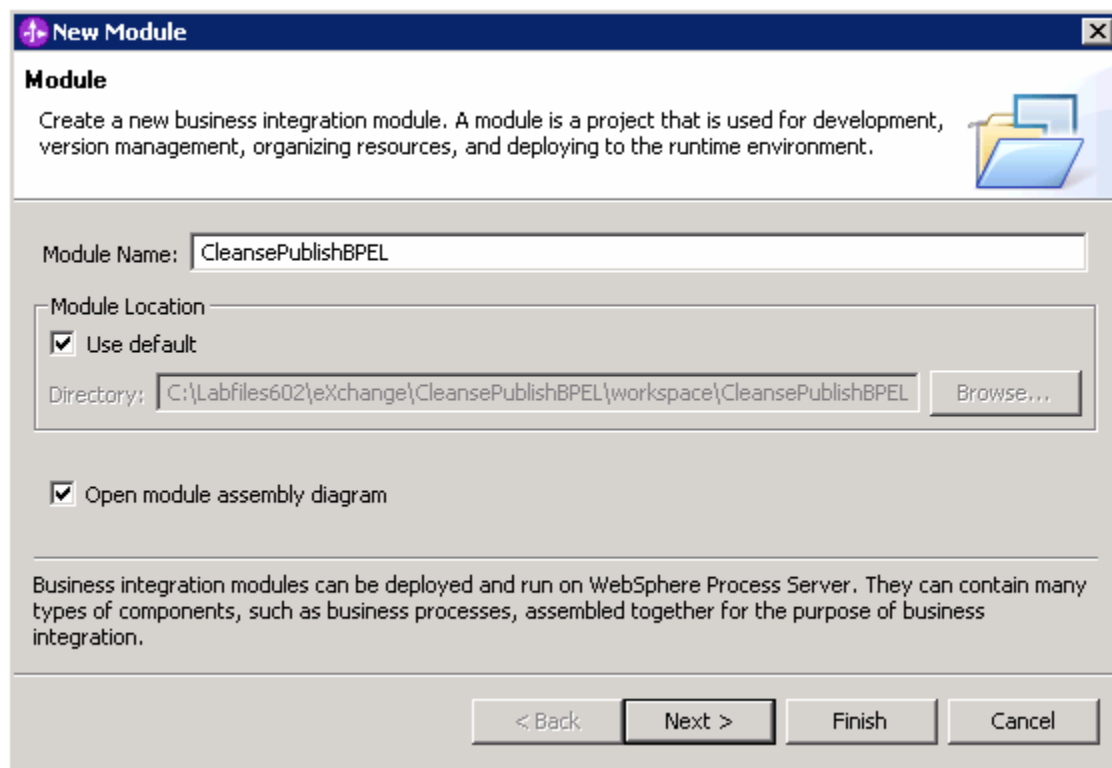 New Module
Module
Create a new business integration module. A module is a project that is used for development,
version management, organizing resources, and deploying to the runtime environment.
Module Name: CleansePublishBPEL
Module Location
Use default
Directory: C:\Labfiles602\eXchange\CleansePublishBPEL\workspace\CleansePublishBPEL Browse...
Open module assembly diagram
Business integration modules can be deployed and run on WebSphere Process Server. They can contain many
types of components, such as business processes, assembled together for the purpose of business
integration.
< Back Next > Finish Cancel